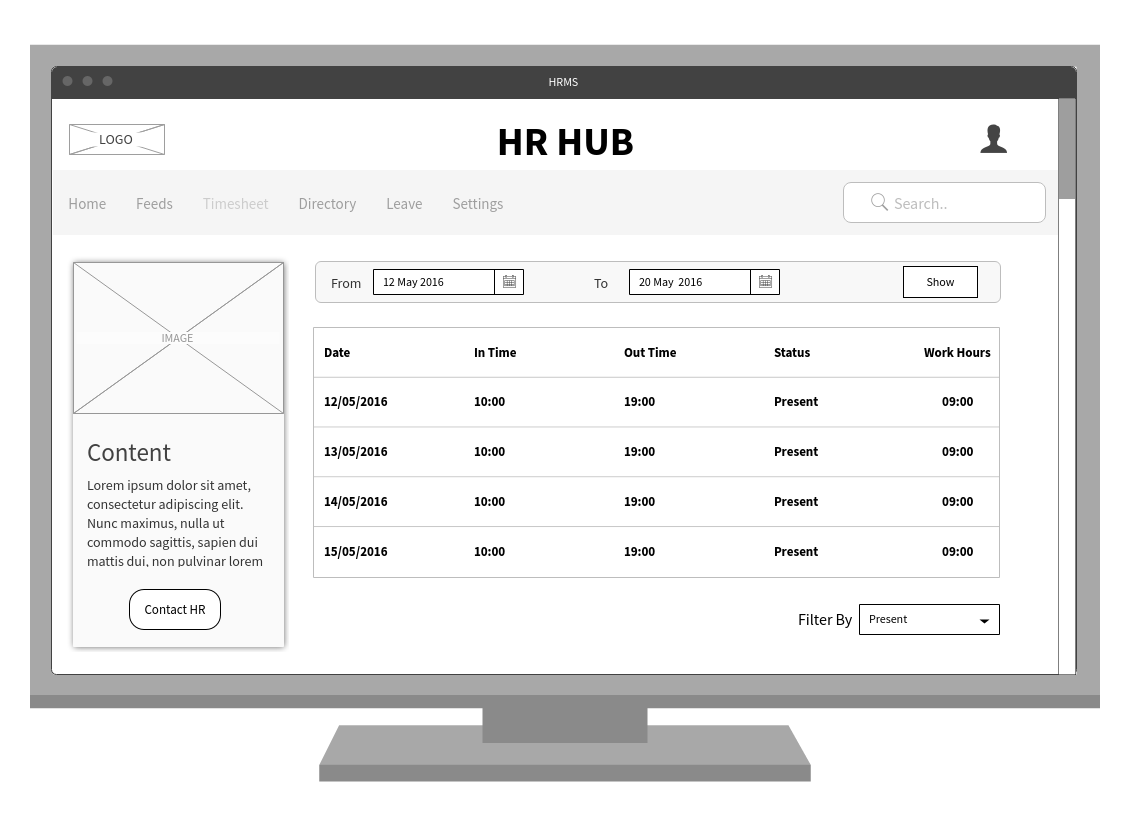 HRMS
LOGO
HR HUB
Home Feeds Timesheet Directory Leave Settings
Search..
IMAGE
Content
Lorem ipsum dolor sit amet,
consectetur adipiscing elit.
Nunc maximus, nulla ut
commodo sagittis, sapien dui
mattis dui, non pulvinar lorem
Contact HR
From 12 May 2016 To 20 May 2016 Show
Date In Time Out Time Status Work Hours
12/05/2016 10:00 19:00 Present 09:00
13/05/2016 10:00 19:00 Present 09:00
14/05/2016 10:00 19:00 Present 09:00
15/05/2016 10:00 19:00 Present 09:00
Filter By Present